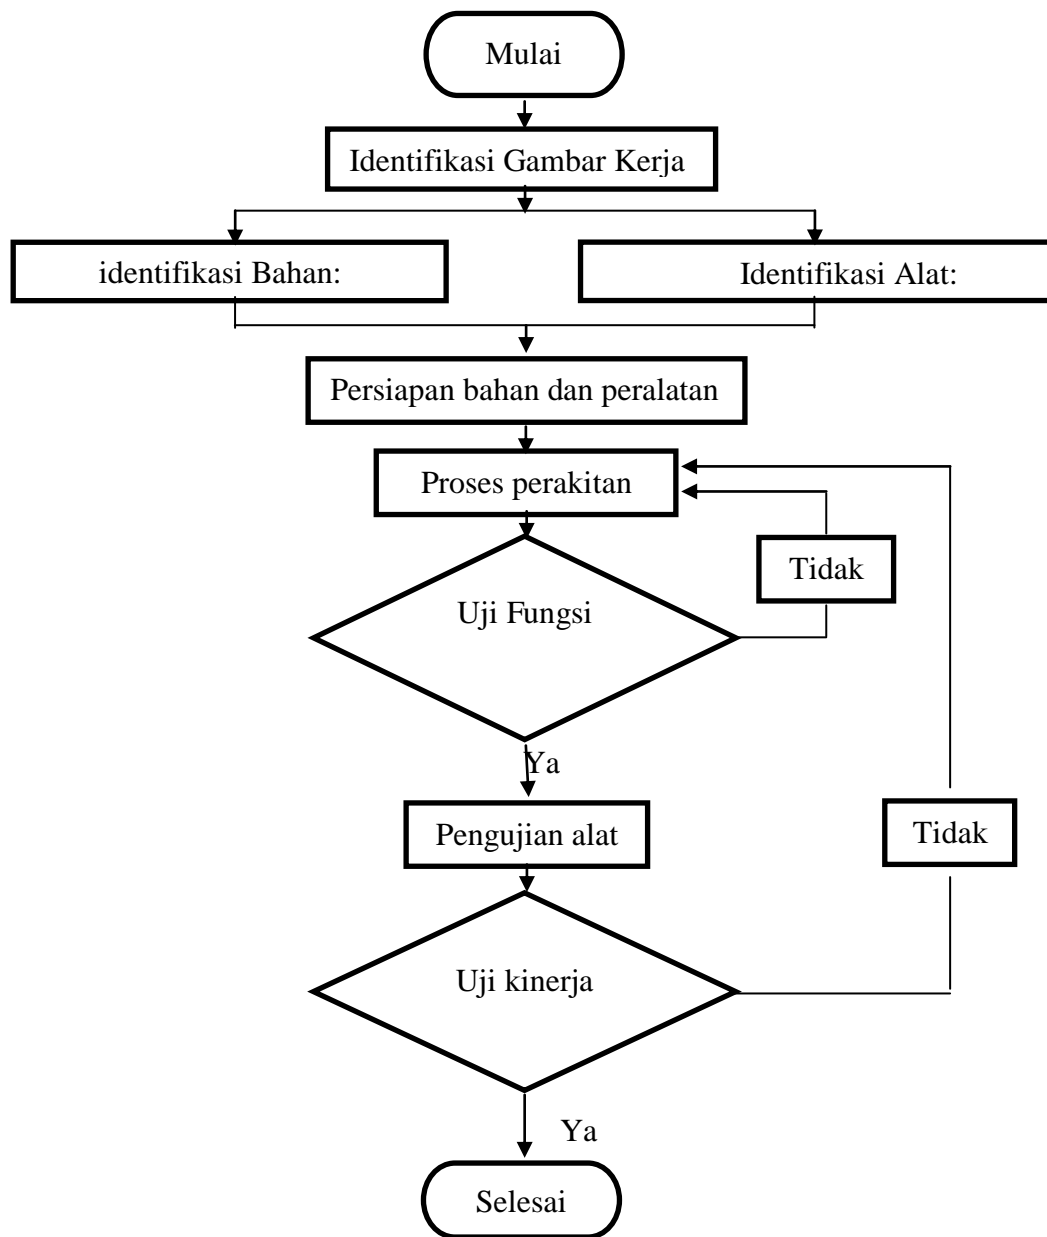 Mulai
Identifikasi Gambar Kerja
identifikasi Bahan:
Identifikasi Alat:
Persiapan bahan dan peralatan
Proses perakitan
Tidak
Uji Fungsi
Ya
Pengujian alat
Tidak
Uji kinerja
Ya
Selesai